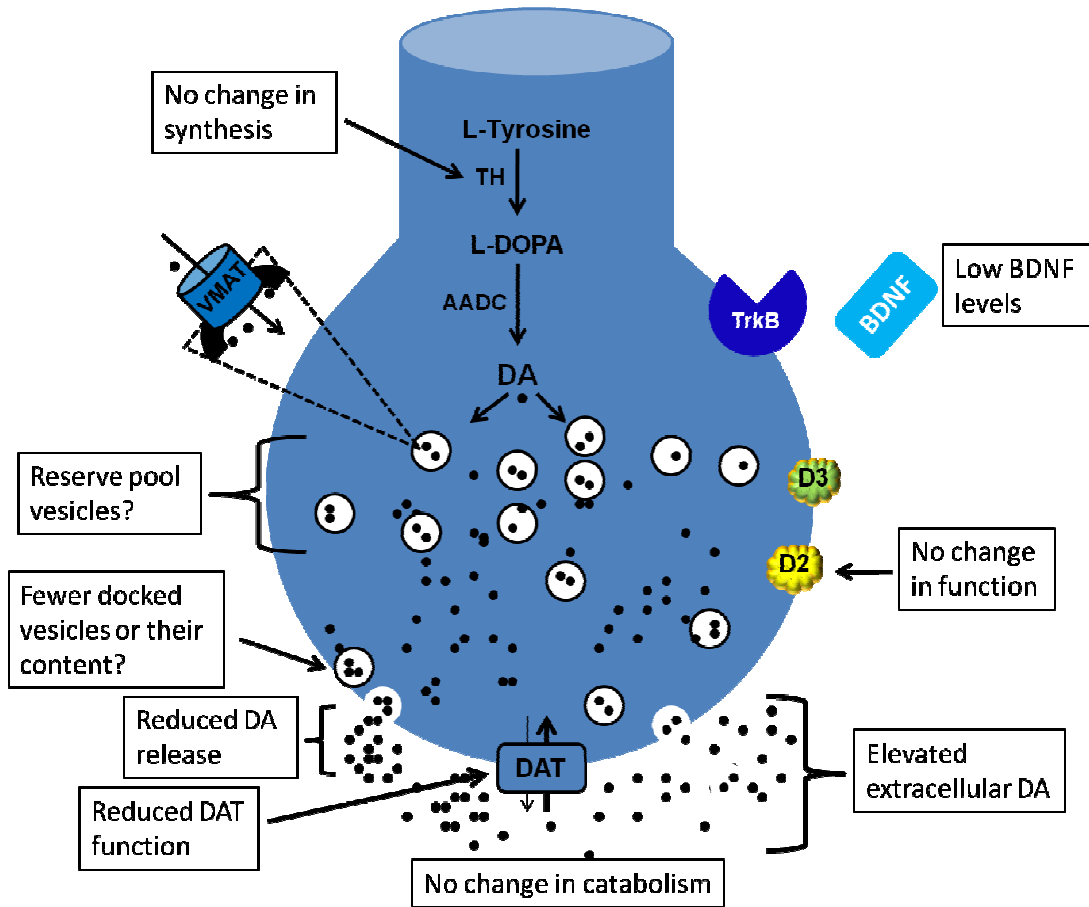 No change in
synthesis
L-Tyrosine
TH
L-DOPA
AADC
DA
VMAT
TrkB
BDNF
Low BDNF
levels
Reserve pool
vesicles?
D3
D2
No change
in function
Fewer docked
vesicles or their
content?
Reduced DA
release
DAT
Elevated
extracellular DA
Reduced DAT
function
No change in catabolism